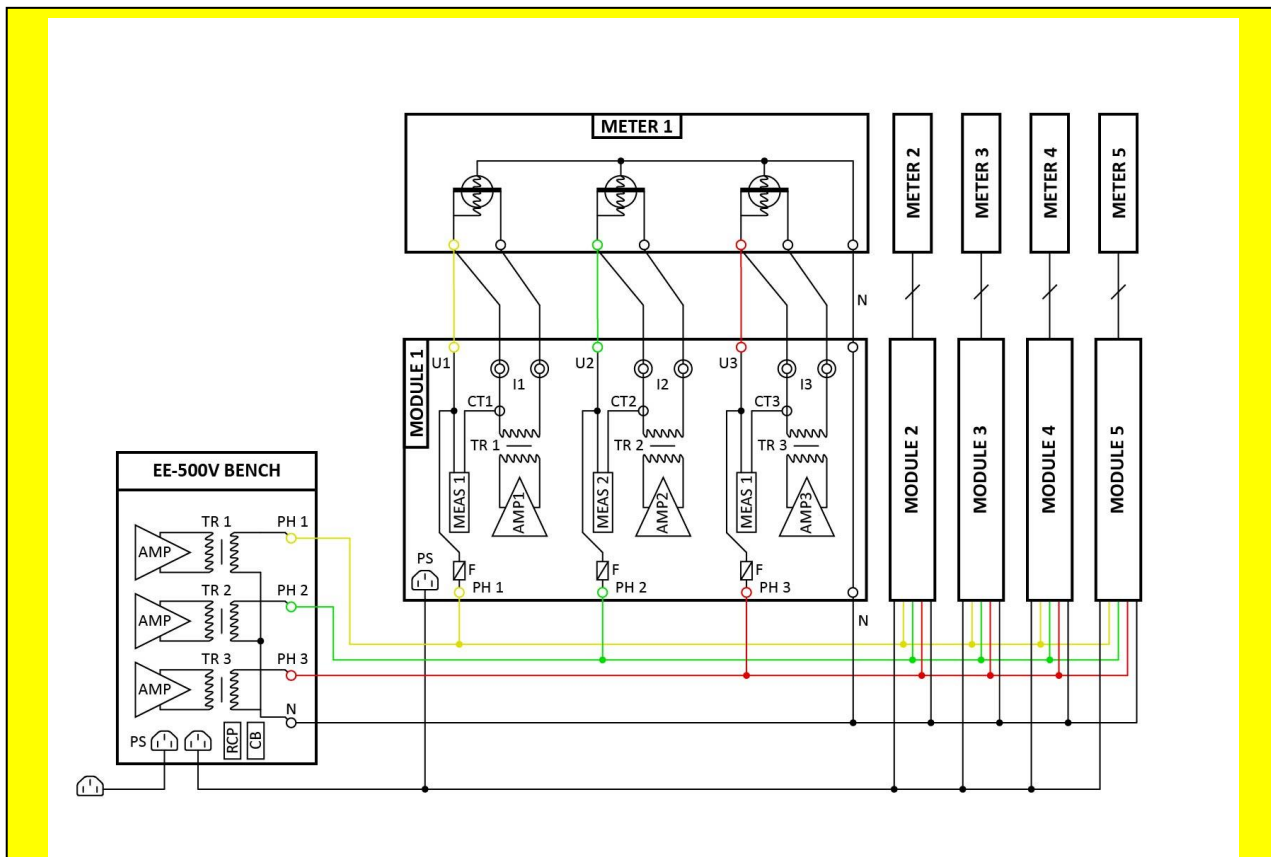 METER 1
METER 2
METER 3
METER 4
METER 5
N
MODULE 1
U1
I1
U2
I2
U3
I3
CT1
CT2
CT3
TR 1
TR 2
TR 3
MEAS 1
AMP1
MEAS 2
AMP2
MEAS 1
AMP3
PS
F
F
F
PH 1
PH 2
PH 3
N
MODULE 2
MODULE 3
MODULE 4
MODULE 5
EE-500V BENCH
TR 1
PH 1
AMP
TR 2
PH 2
AMP
TR 3
PH 3
AMP
N
PS
RCP
CB